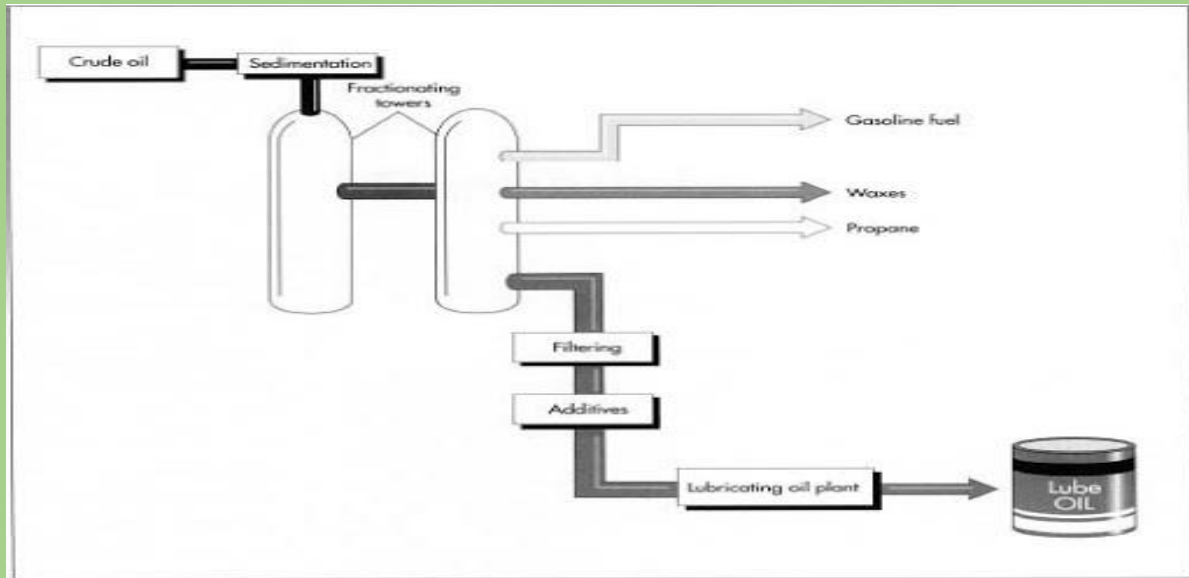 Crude oil
Sedimentation
Fractionating
towers
Gasoline fuel
Waxes
Propane
Filtering
Additives
Lubricating oil plant
Lube
OIL